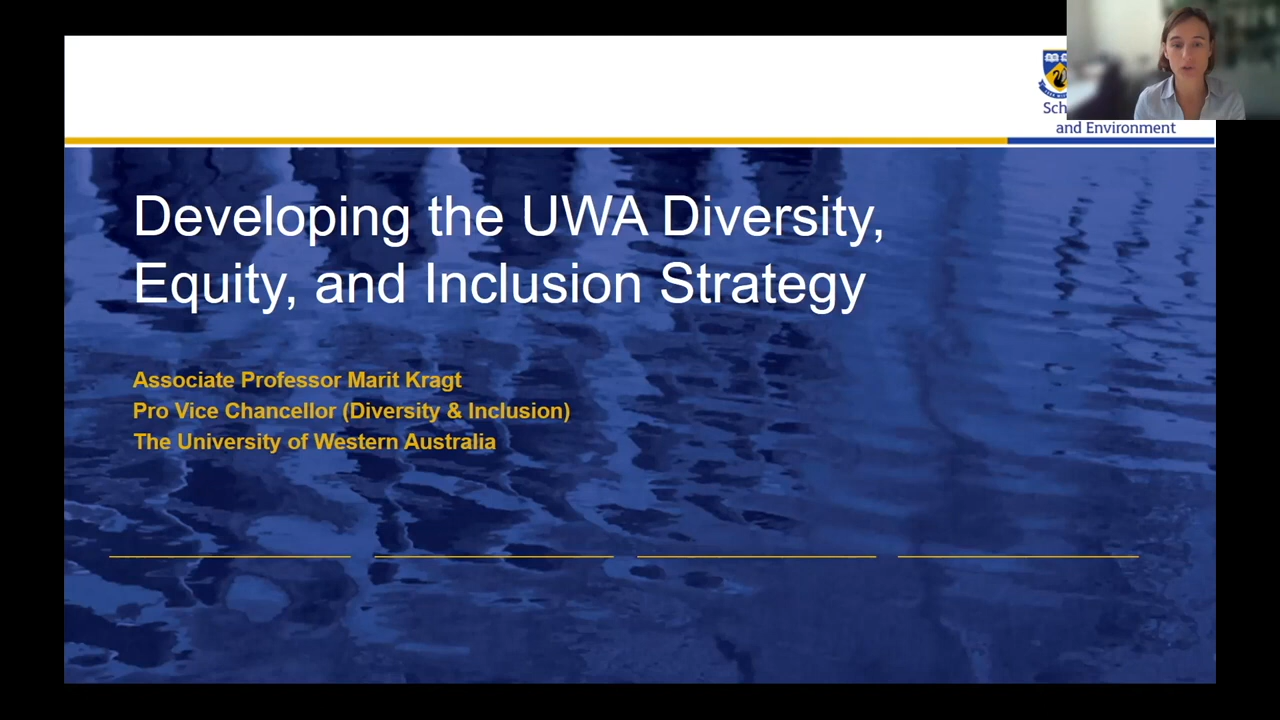 and Environment
Developing the UWA Diversity,
Equity, and Inclusion Strategy
Associate Professor Marit Kragt
Pro Vice Chancellor (Diversity & Inclusion)
The University of Western Australia